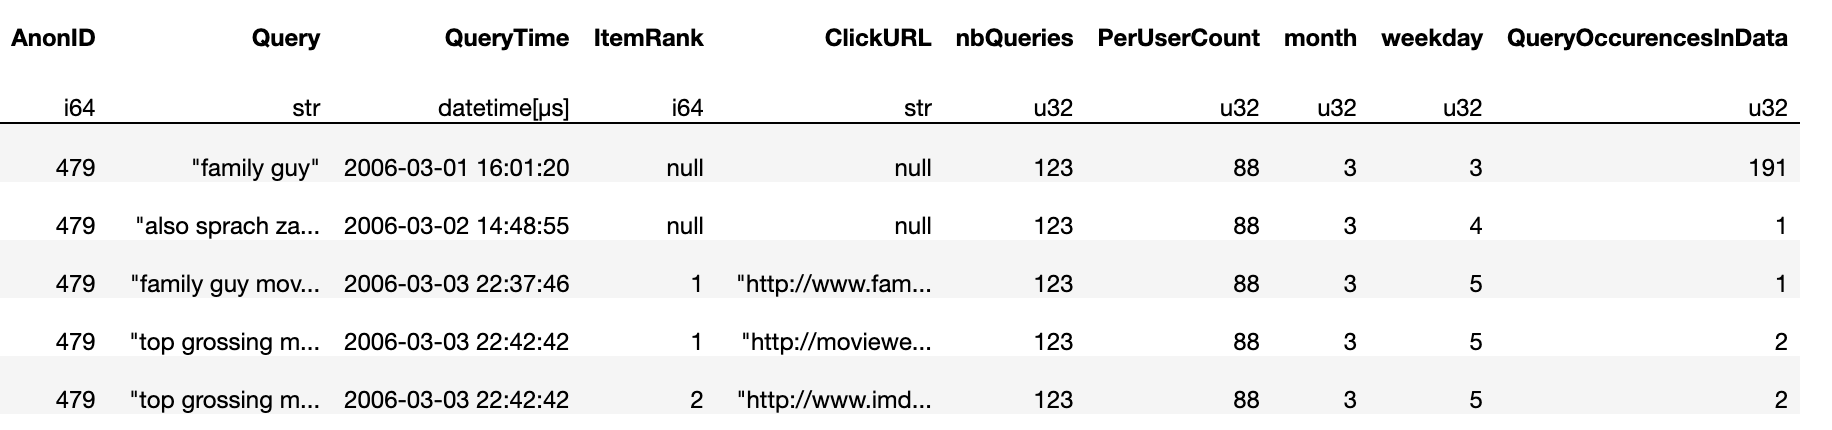 AnonID Query QueryTime ItemRank ClickURL nbQueries PerUserCount month weekday QueryOccurencesInData
i64 str datetime[μs] i64 str u32 u32 u32 u32 u32
479 "family guy" 2006-03-01 16:01:20 null null 123 88 3 3 191
479 "also sprach za... 2006-03-02 14:48:55 null null 123 88 3 4 1
479 "family guy mov... 2006-03-03 22:37:46 1 "http://www.fam... 123 88 3 5 1
479 "top grossing m... 2006-03-03 22:42:42 1 "http://moviewe... 123 88 3 5 2
479 "top grossing m... 2006-03-03 22:42:42 2 "http://www.imd... 123 88 3 5 2